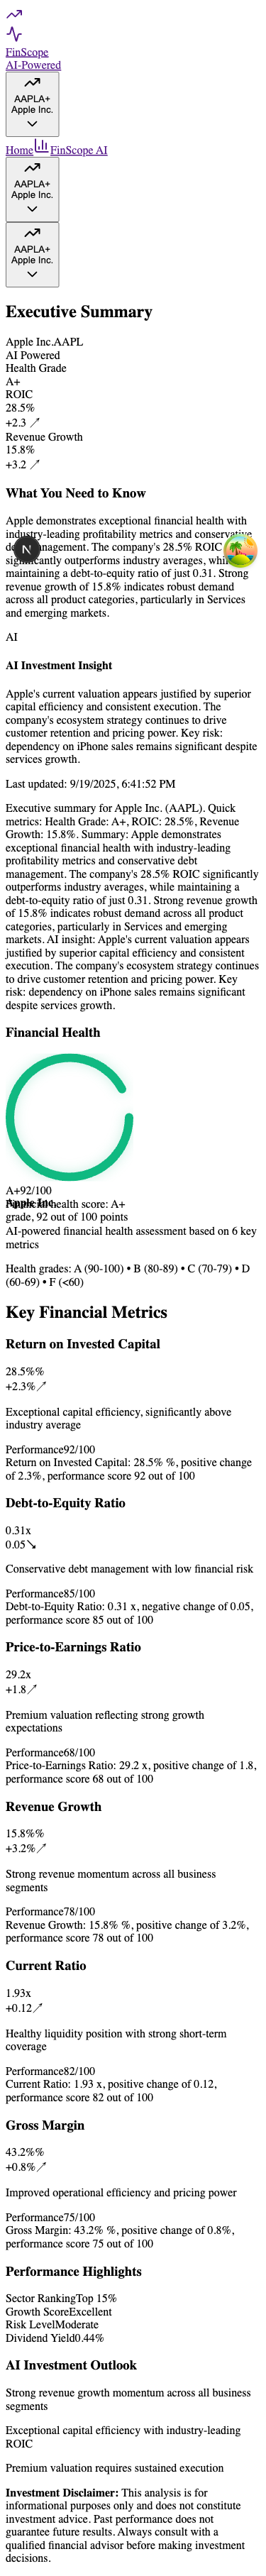 FinScope
AI-Powered
AAPLA+
Apple Inc.
Home FinScope AI
AAPLA+
Apple Inc.
AAPLA+
Apple Inc.
Executive Summary
Apple Inc.AAPL
AI Powered
Health Grade
A+
ROIC
28.5%
+2.3 ↗
Revenue Growth
15.8%
+3.2 ↗
What You Need to Know
Apple demonstrates exceptional financial health with
industry-leading profitability metrics and conservative
management. The company's 28.5% ROIC
significantly outperforms industry averages, while
maintaining a debt-to-equity ratio of just 0.31. Strong
revenue growth of 15.8% indicates robust demand
across all product categories, particularly in Services
and emerging markets.
N
AI
AI Investment Insight
Apple's current valuation appears justified by superior
capital efficiency and consistent execution. The
company's ecosystem strategy continues to drive
customer retention and pricing power. Key risk:
dependency on iPhone sales remains significant despite
services growth.
Last updated: 9/19/2025, 6:41:52 PM
Executive summary for Apple Inc. (AAPL). Quick
metrics: Health Grade: A+, ROIC: 28.5%, Revenue
Growth: 15.8%. Summary: Apple demonstrates
exceptional financial health with industry-leading
profitability metrics and conservative debt
management. The company's 28.5% ROIC significantly
outperforms industry averages, while maintaining a
debt-to-equity ratio of just 0.31. Strong revenue growth
of 15.8% indicates robust demand across all product
categories, particularly in Services and emerging
markets. AI insight: Apple's current valuation appears
justified by superior capital efficiency and consistent
execution. The company's ecosystem strategy continues
to drive customer retention and pricing power. Key
risk: dependency on iPhone sales remains significant
despite services growth.
Financial Health
A+92/100
Apple Inc.
Financial health score: A+
grade, 92 out of 100 points
AI-powered financial health assessment based on 6 key
metrics
Health grades: A (90-100) • B (80-89) • C (70-79) • D
(60-69) • F (<60)
Key Financial Metrics
Return on Invested Capital
28.5%%
+2.3%↗
Exceptional capital efficiency, significantly above
industry average
Performance92/100
Return on Invested Capital: 28.5% %, positive change
of 2.3%, performance score 92 out of 100
Debt-to-Equity Ratio
0.31x
0.05↘
Conservative debt management with low financial risk
Performance85/100
Debt-to-Equity Ratio: 0.31 x, negative change of 0.05,
performance score 85 out of 100
Price-to-Earnings Ratio
29.2x
+1.8↗
Premium valuation reflecting strong growth
expectations
Performance68/100
Price-to-Earnings Ratio: 29.2 x, positive change of 1.8,
performance score 68 out of 100
Revenue Growth
15.8%%
+3.2%↗
Strong revenue momentum across all business
segments
Performance78/100
Revenue Growth: 15.8% %, positive change of 3.2%,
performance score 78 out of 100
Current Ratio
1.93x
+0.12↗
Healthy liquidity position with strong short-term
coverage
Performance82/100
Current Ratio: 1.93 x, positive change of 0.12,
performance score 82 out of 100
Gross Margin
43.2%%
+0.8%↗
Improved operational efficiency and pricing power
Performance75/100
Gross Margin: 43.2% %, positive change of 0.8%,
performance score 75 out of 100
Performance Highlights
Sector RankingTop 15%
Growth ScoreExcellent
Risk LevelModerate
Dividend Yield0.44%
AI Investment Outlook
Strong revenue growth momentum across all business
segments
Exceptional capital efficiency with industry-leading
ROIC
Premium valuation requires sustained execution
Investment Disclaimer: This analysis is for
informational purposes only and does not constitute
investment advice. Past performance does not
guarantee future results. Always consult with a
qualified financial advisor before making investment
decisions.